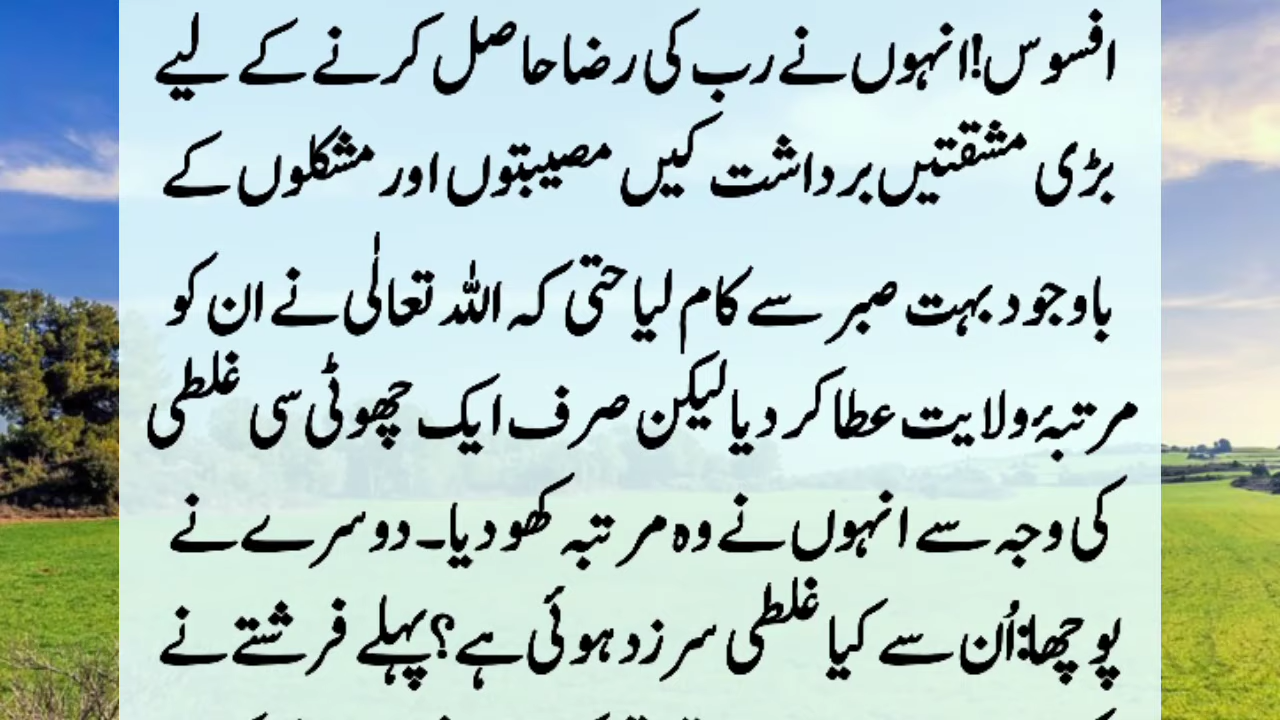 افسوس!انہوں نے رب کی رضا حاصل کرنے کے لیے
بڑی مشقتیں برداشت کیں مصیبتوں اور مشکلوں کے
باوجود بہت صبر سے کام لیا حتی کہ اللہ تعالٰی نے ان کو
مرتبۂ ولایت عطا کر دیا لیکن صرف ایک چھوٹی سی غلطی
کی وجہ سے انہوں نے وہ مرتبہ کھو دیا۔ دوسرے نے
پوچھا:اُن سے کیا غلطی سرزد ہوئی ہے؟ پہلے فرشتے نے